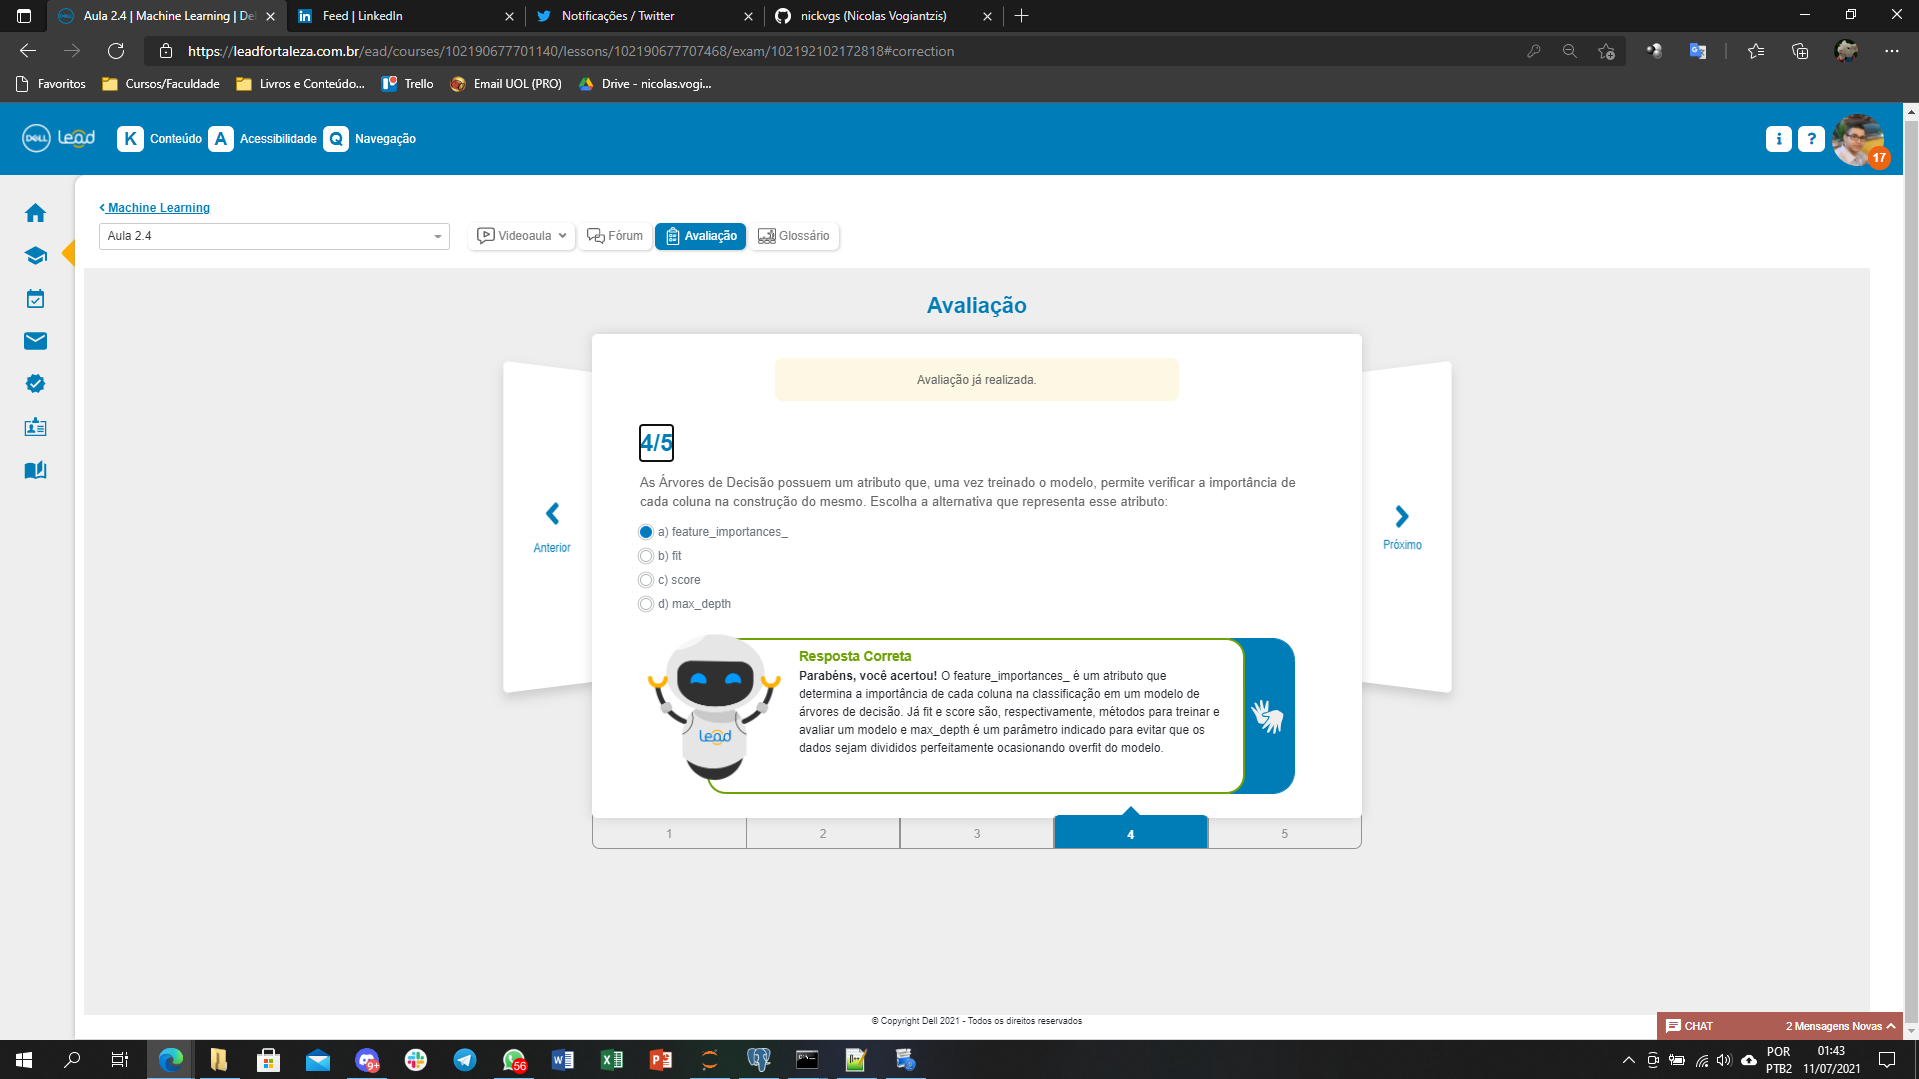 Aula 2.4 | Machine Learning | De
Feed | LinkedIn
Notificações / Twitter
nickvgs (Nicolas Vogiantzis)
https://leadfortaleza.com.br/ead/courses/102190677701140/lessons/102190677707468/exam/102192102172818#correction
Favoritos
Cursos/Faculdade
Livros e Conteúdo...
Trello
Email UOL (PRO)
Drive - nicolas.vogi...
DELL Lead
K Conteúdo A Acessibilidade Q Navegação
i ?
17
Machine Learning
Aula 2.4
Videoaula
Fórum
Avaliação
Glossário
Avaliação
Avaliação já realizada.
4/5
As Árvores de Decisão possuem um atributo que, uma vez treinado o modelo, permite verificar a importância de
cada coluna na construção do mesmo. Escolha a alternativa que representa esse atributo:
a) feature_importances_
b) fit
c) score
d) max_depth
Anterior
Próximo
Resposta Correta
Parabéns, você acertou! O feature_importances_ é um atributo que
determina a importância de cada coluna na classificação em um modelo de
árvores de decisão. Já fit e score são, respectivamente, métodos para treinar e
avaliar um modelo e max_depth é um parâmetro indicado para evitar que os
dados sejam divididos perfeitamente ocasionando overfit do modelo.
Lead
1 2 3 4 5
© Copyright Dell 2021 - Todos os direitos reservados
CHAT
2 Mensagens Novas
9+
56
POR
PTB2
01:43
11/07/2021